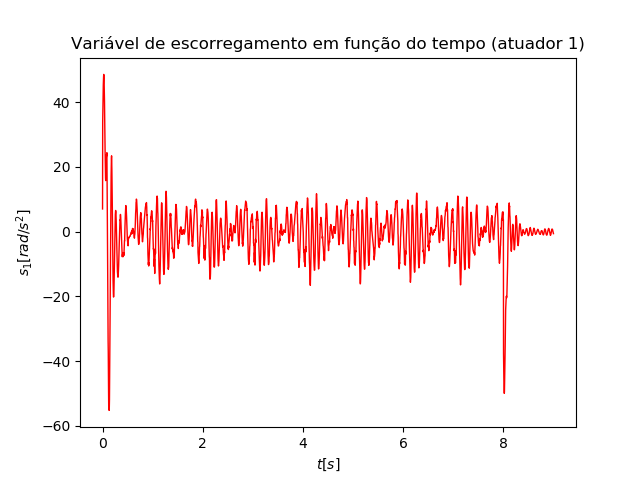 Variável de escorregamento em função do tempo (atuador 1)
40
20
0
−20
−40
−60
s₁[rad/s²]
0 2 4 6 8
t[s]